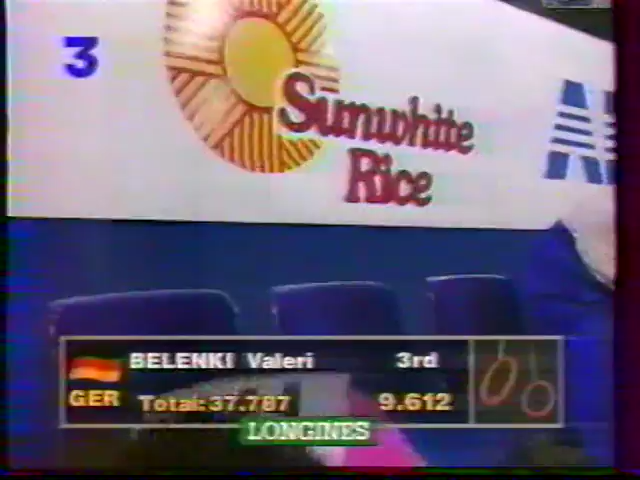 3
Sunwhite
Rice
BELENKI Valeri 3rd
GER Total:37.787 9.612
LONGINES